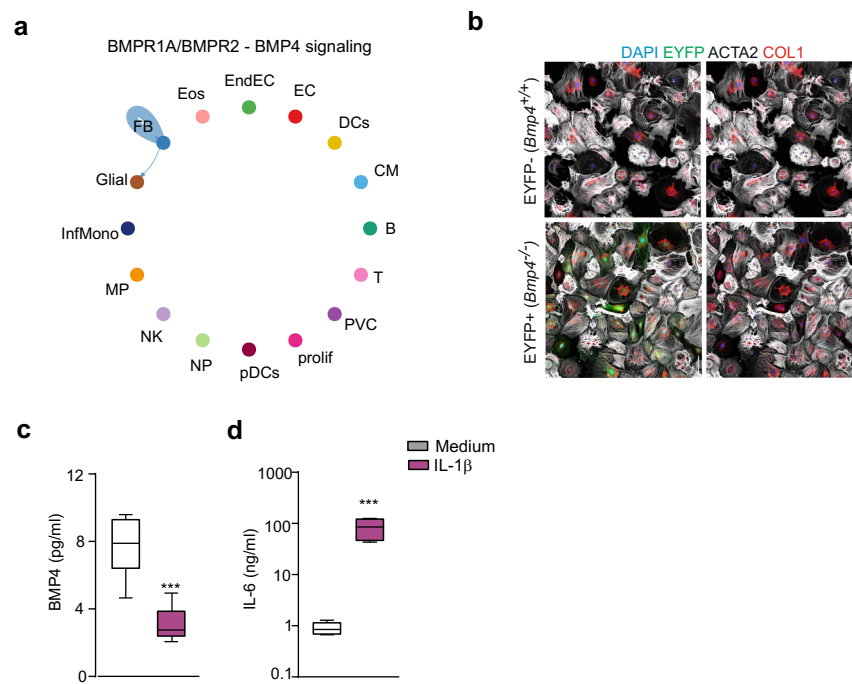 a
BMPR1A/BMPR2 - BMP4 signaling
EndEC
Eos
EC
FB
DCs
Glial
CM
InfMono
B
MP
T
NK
PVC
NP
prolif
pDCs
b
DAPI EYFP ACTA2 COL1
EYFP- (Bmp4+/+)
EYFP+ (Bmp4-/-)
c
BMP4 (pg/ml)
12
8
4
0
***
d
Medium
IL-1β
IL-6 (ng/ml)
1000
100
10
1
0.1
***